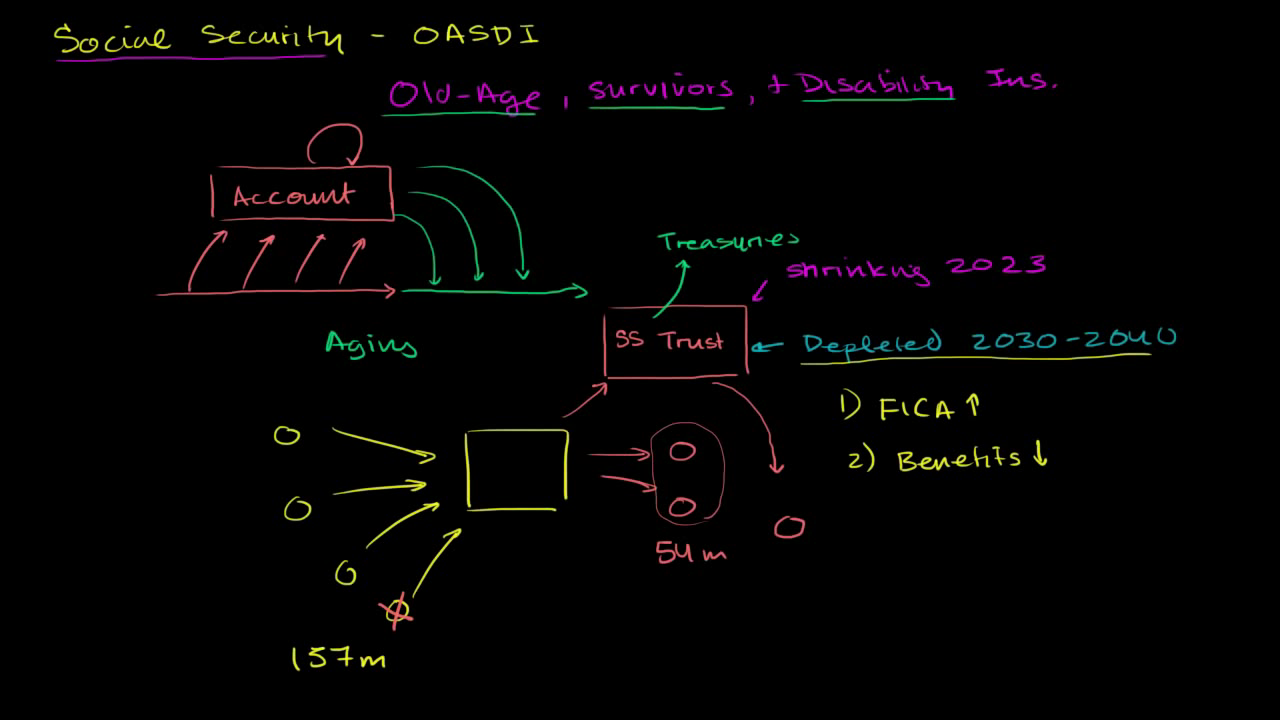 Social Security - OASDI
Old-Age, survivors, + Disability Ins.
Account
Treasuries
shrinking 2023
SS Trust
Aging
Depleted 2030-2040
1) FICA ↑
2) Benefits ↓
54 m
157m